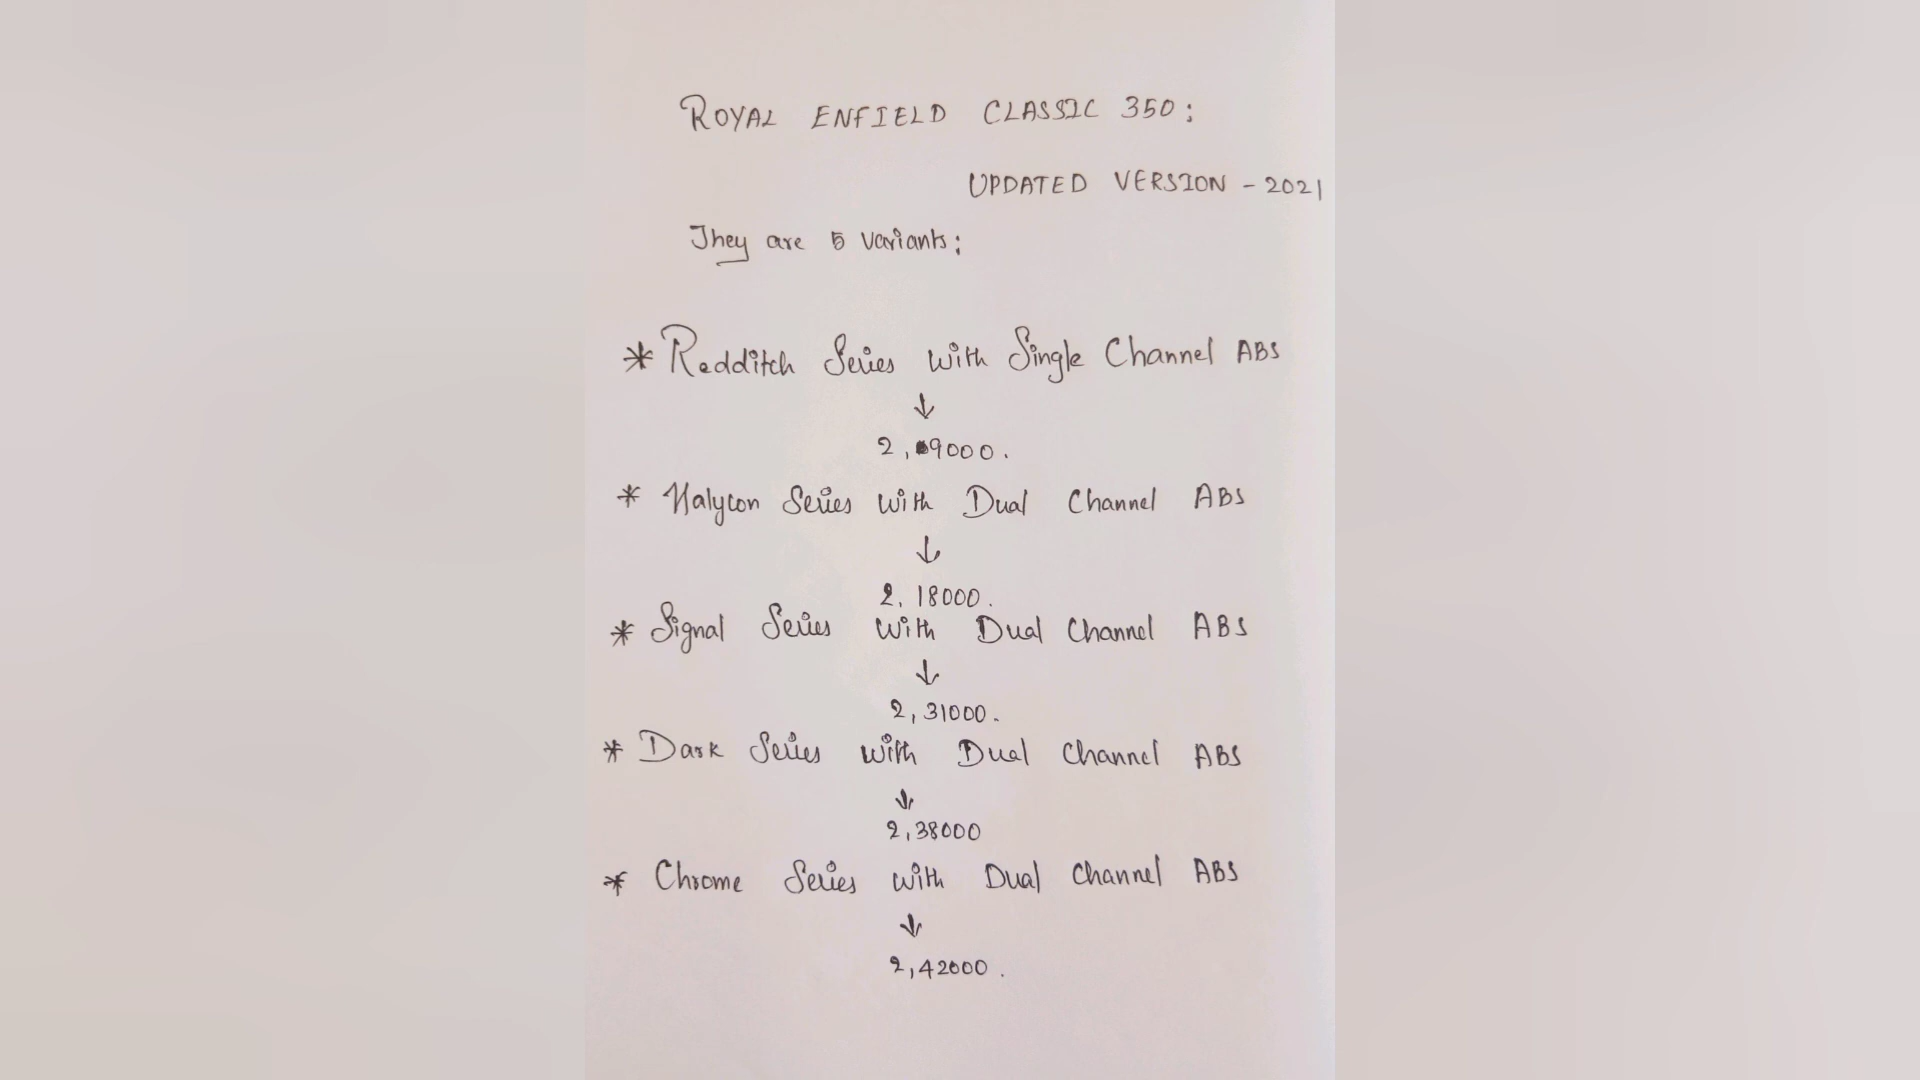 ROYAL ENFIELD CLASSIC 350:
UPDATED VERSION - 2021
They are 5 variants;
* Redditch Series with Single Channel ABS
↓
2,09000.
* Halycon Series with Dual Channel ABS
↓
2,18000.
* Signal Series with Dual Channel ABS
↓
2,31000.
* Dark Series with Dual Channel ABS
↓
2,38000
* Chrome Series with Dual Channel ABS
↓
2,42000.